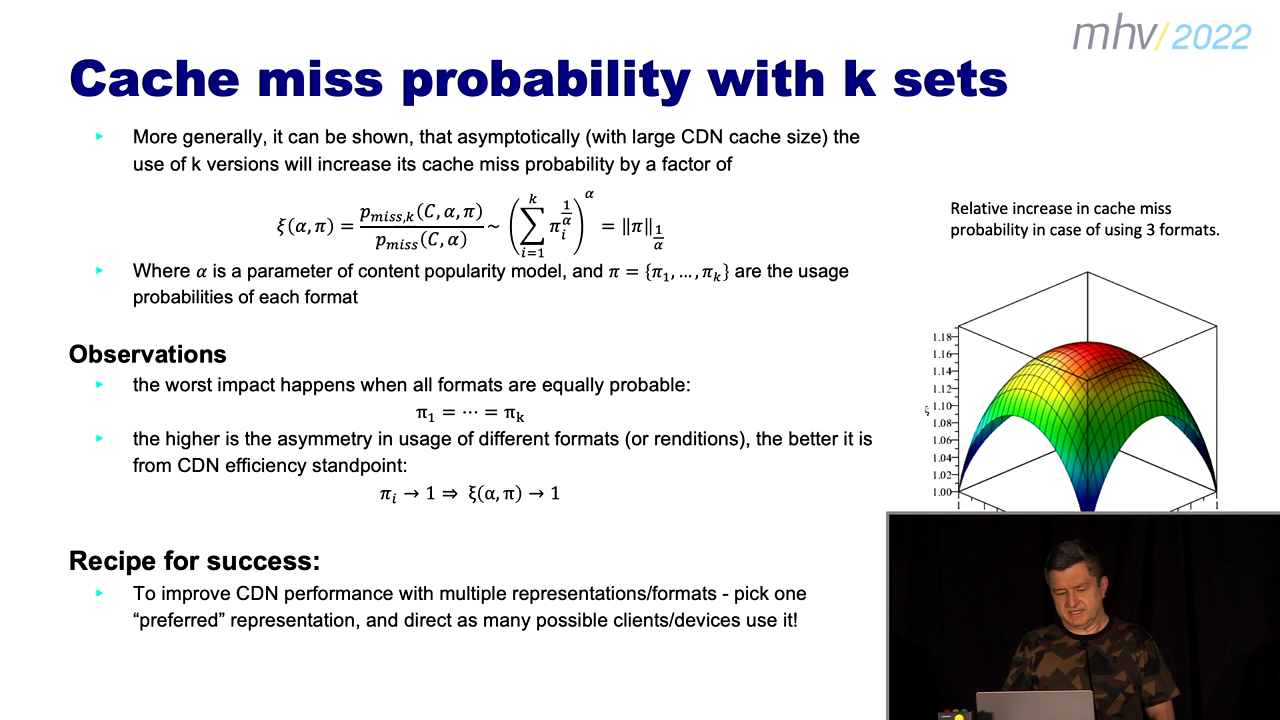 mhv/2022
Cache miss probability with k sets
▸ More generally, it can be shown, that asymptotically (with large CDN cache size) the
use of k versions will increase its cache miss probability by a factor of
ξ(α, π) = p_{miss,k}(C, α, π) / p_{miss}(C, α) ~ (∑_{i=1}^{k} π_i^{1/α})^α = ‖π‖_{1/α}
▸ Where α is a parameter of content popularity model, and π = {π₁, …, πₖ} are the usage
probabilities of each format
Relative increase in cache miss
probability in case of using 3 formats.
Observations
▸ the worst impact happens when all formats are equally probable:
π₁ = ⋯ = πₖ
▸ the higher is the asymmetry in usage of different formats (or renditions), the better it is
from CDN efficiency standpoint:
πᵢ → 1 ⇒ ξ(α, π) → 1
1.18
1.16
1.14
1.12
ξ 1.10
1.08
1.06
1.04
1.02
1.00
1 1
Recipe for success:
▸ To improve CDN performance with multiple representations/formats - pick one
“preferred” representation, and direct as many possible clients/devices use it!